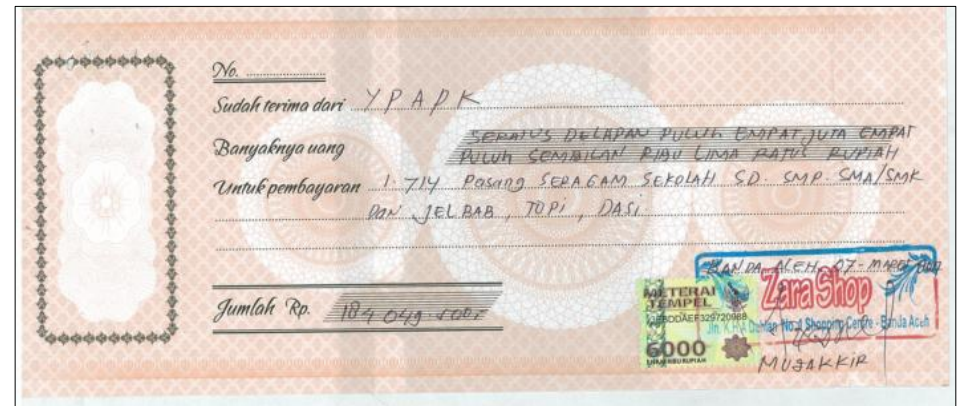 No. ....................
Sudah terima dari YPAPK
Banyaknya uang SERATUS DELAPAN PULUH EMPAT JUTA EMPAT
PULUH SEMBILAN RIBU LIMA RATUS RUPIAH
Untuk pembayaran 1.714 Pasang SERAGAM SEKOLAH SD. SMP. SMA/SMK
DAN JELBAB, TOPI, DASI
BANDA ACEH, 07-MARET
Zara Shop
METERAI
TEMPEL
Jln. K.H.A Dahlan No. Shopping Centre - Banda Aceh
Jumlah Rp. 184.049.500,-
6000
ENAM RIBU RUPIAH
MUZAKKIR